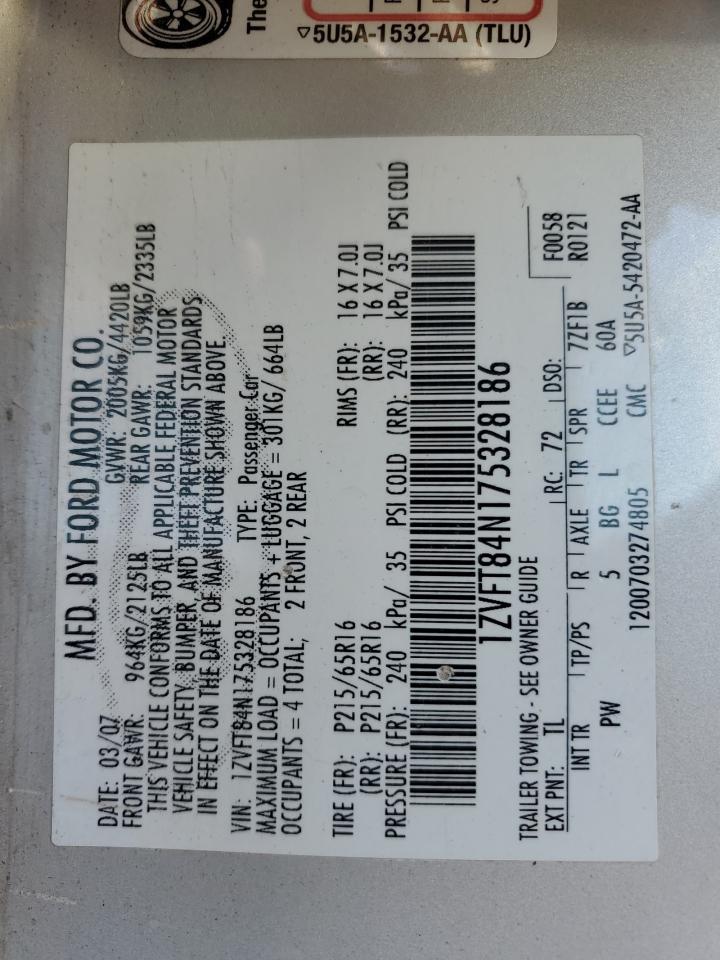 The
▽5U5A-1532-AA (TLU)
MFD. BY FORD MOTOR CO.
DATE: 03/07 GVWR: 2005KG/4420LB
FRONT GAWR: 964KG/2125LB REAR GAWR: 1059KG/2335LB
THIS VEHICLE CONFORMS TO ALL APPLICABLE FEDERAL MOTOR
VEHICLE SAFETY, BUMPER, AND THEFT PREVENTION STANDARDS
IN EFFECT ON THE DATE OF MANUFACTURE SHOWN ABOVE.
VIN: 1ZVFT84N175328186 TYPE: Passenger Car
MAXIMUM LOAD = OCCUPANTS + LUGGAGE = 301KG/ 664LB
OCCUPANTS = 4 TOTAL; 2 FRONT, 2 REAR
TIRE (FR): P215/65R16 RIMS (FR): 16 X 7.0J
(RR): P215/65R16 (RR): 16 X 7.0J
PRESSURE (FR): 240 kPa/ 35 PSI COLD (RR): 240 kPa/ 35 PSI COLD
1ZVFT84N175328186
TRAILER TOWING - SEE OWNER GUIDE
EXT PNT: TL RC: 72 DSO: F0058
INT TR TP/PS R AXLE TR SPR 7ZF1B R0121
PW 5 BG L CCEE 60A
1200703274805 CMC ▽5U5A-5420472-AA